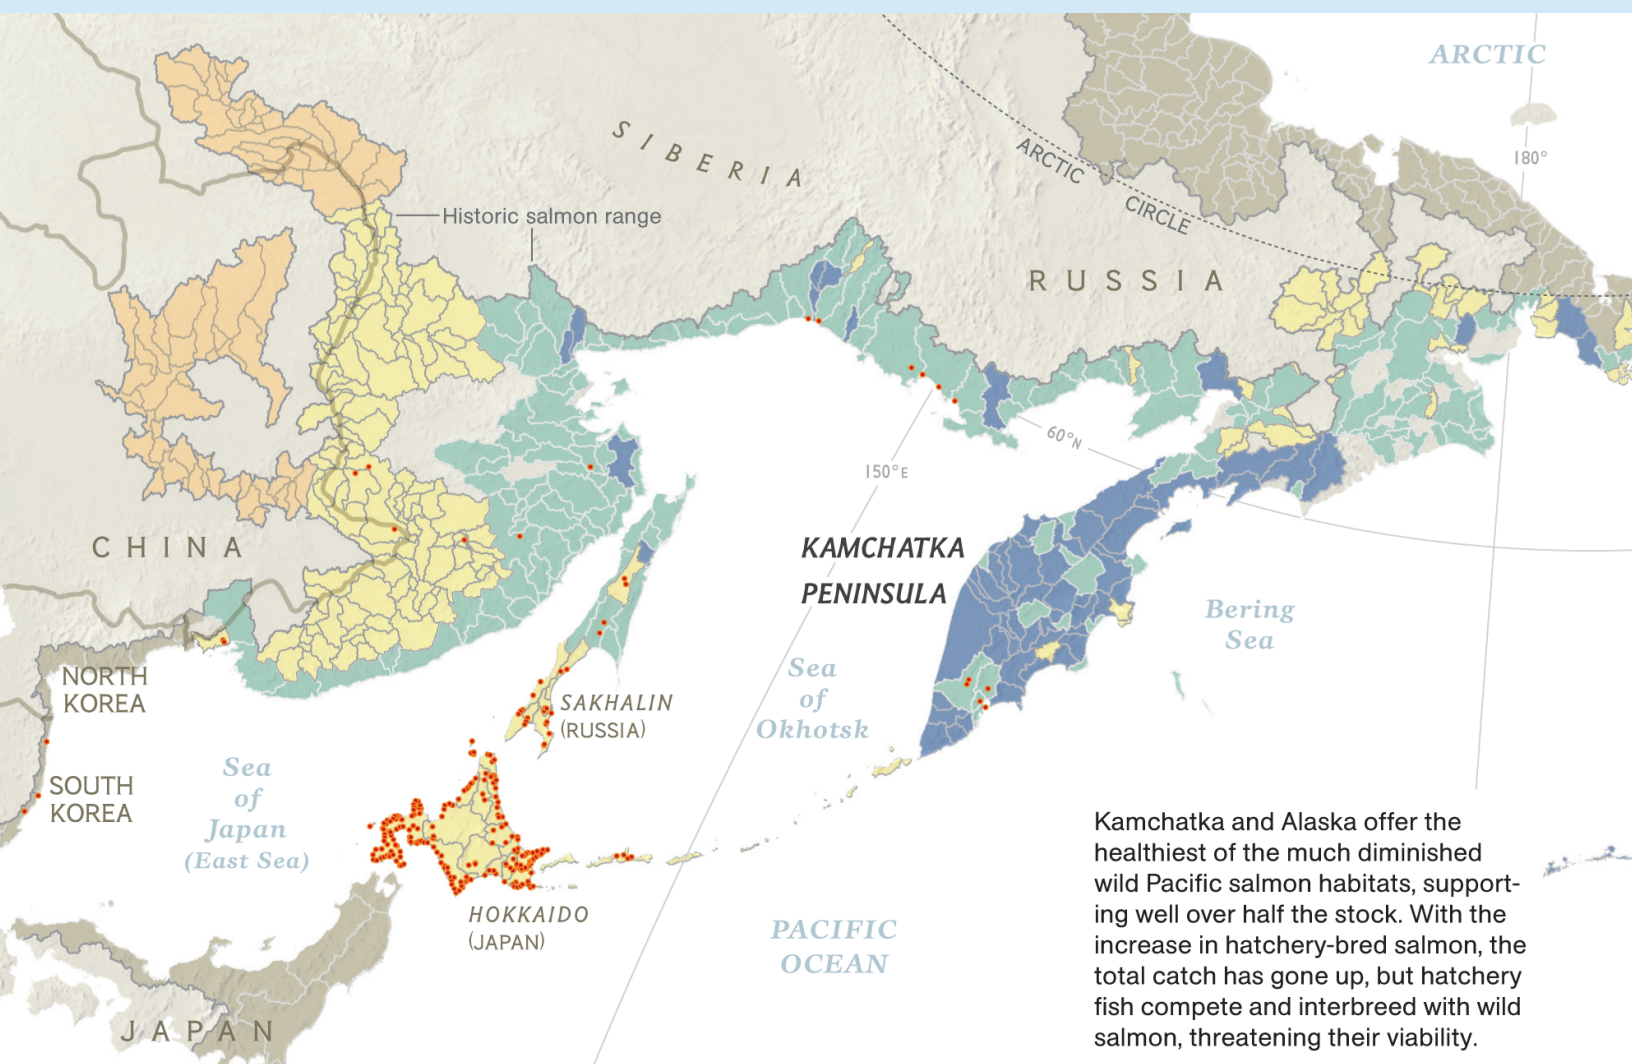 ARCTIC
180°
SIBERIA
ARCTIC
CIRCLE
Historic salmon range
RUSSIA
60°N
150°E
CHINA
KAMCHATKA
PENINSULA
Bering
Sea
NORTH
KOREA
Sea
of
Okhotsk
SAKHALIN
(RUSSIA)
SOUTH
KOREA
Sea
of
Japan
(East Sea)
HOKKAIDO
(JAPAN)
PACIFIC
OCEAN
JAPAN
Kamchatka and Alaska offer the
healthiest of the much diminished
wild Pacific salmon habitats, support-
ing well over half the stock. With the
increase in hatchery-bred salmon, the
total catch has gone up, but hatchery
fish compete and interbreed with wild
salmon, threatening their viability.